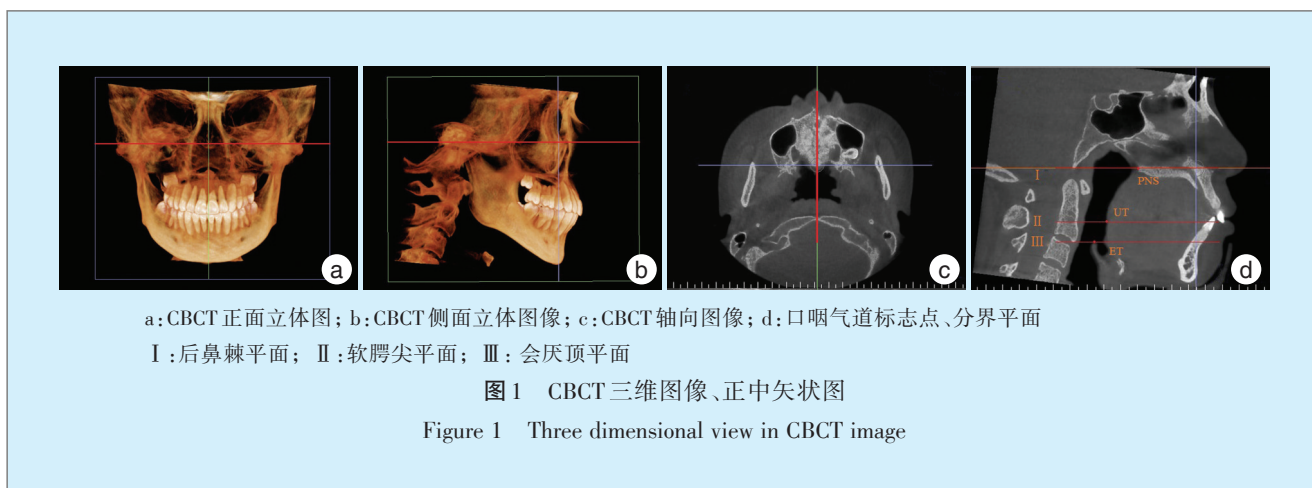 a
b
c
d
Ⅰ
PNS
UT
Ⅱ
Ⅲ
ET
a:CBCT正面立体图; b:CBCT侧面立体图像; c:CBCT轴向图像; d:口咽气道标志点、分界平面
Ⅰ:后鼻棘平面; Ⅱ:软腭尖平面; Ⅲ: 会厌顶平面
图1 CBCT三维图像、正中矢状图
Figure 1 Three dimensional view in CBCT image